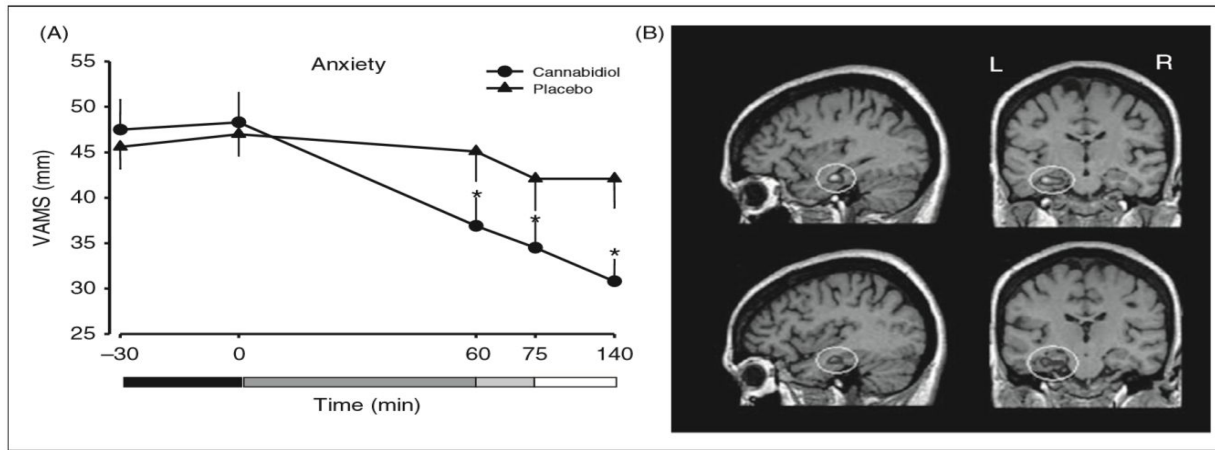 (A)
Anxiety
Cannabidiol
Placebo
VAMS (mm)
55
50
45
40
35
30
25
*
*
*
–30
0
60
75
140
Time (min)
(B)
L
R